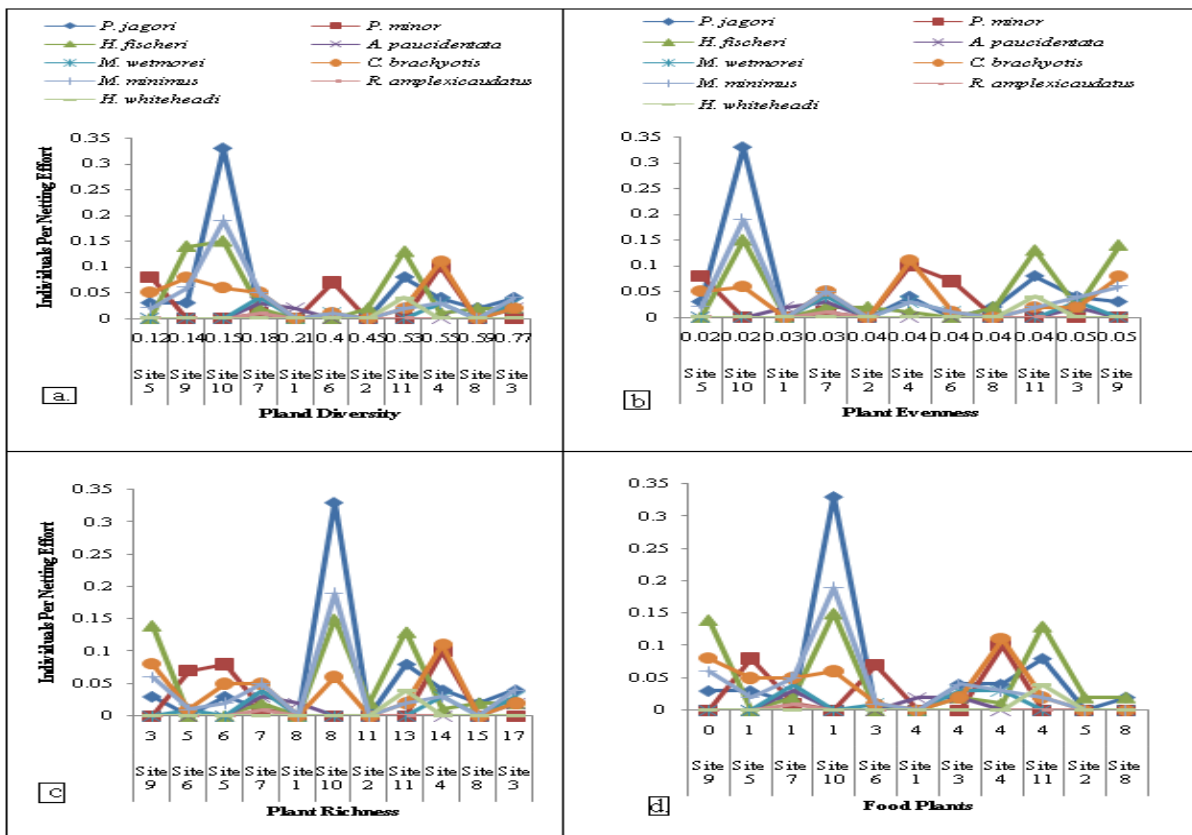 P. jagori P. minor
H. fischeri A. paucidentata
M. wetmorei C. brachyotis
M. minimus R. amplexicaudatus
H. whiteheadi
Individuals Per Netting Effort
0.35
0.3
0.25
0.2
0.15
0.1
0.05
0
0.12 0.14 0.15 0.18 0.21 0.4 0.45 0.53 0.55 0.59 0.77
Site 5 Site 9 Site 10 Site 7 Site 1 Site 6 Site 2 Site 11 Site 4 Site 8 Site 3
a.
Pland Diversity
P. jagori P. minor
H. fischeri A. paucidentata
M. wetmorei C. brachyotis
M. minimus R. amplexicaudatus
H. whiteheadi
0.35
0.3
0.25
0.2
0.15
0.1
0.05
0
0.02 0.02 0.03 0.03 0.04 0.04 0.04 0.04 0.04 0.05 0.05
Site 5 Site 10 Site 1 Site 7 Site 2 Site 4 Site 6 Site 8 Site 11 Site 3 Site 9
b
Plant Evenness
Individuals Per Netting Effort
0.35
0.3
0.25
0.2
0.15
0.1
0.05
0
3 5 6 7 8 8 11 13 14 15 17
Site 9 Site 6 Site 5 Site 7 Site 1 Site 10 Site 2 Site 11 Site 4 Site 8 Site 3
c
Plant Richness
0.35
0.3
0.25
0.2
0.15
0.1
0.05
0
0 1 1 1 3 4 4 4 4 5 8
Site 9 Site 5 Site 7 Site 10 Site 6 Site 1 Site 3 Site 4 Site 11 Site 2 Site 8
d.
Food Plants